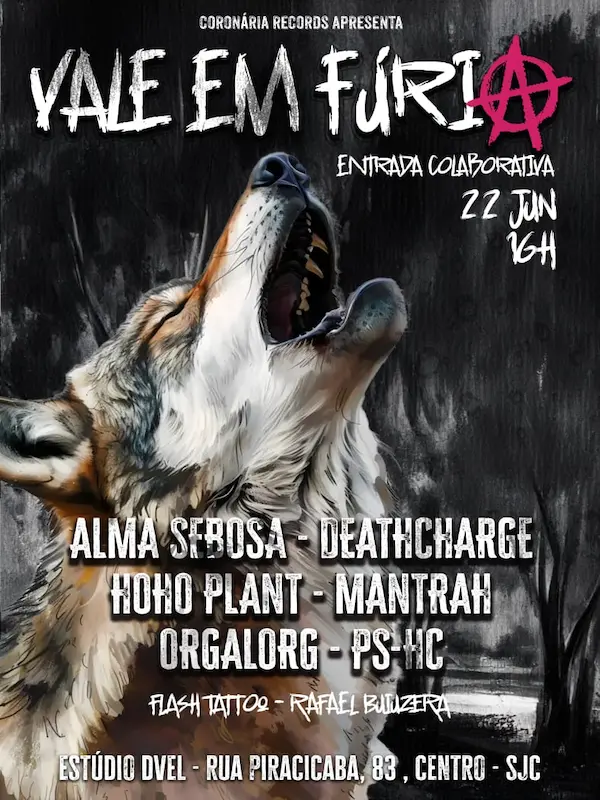 CORONÁRIA RECORDS APRESENTA
VALE EM FÚRIA
ENTRADA COLABORATIVA
22 JUN
16H
ALMA SEBOSA - DEATHCHARGE
HOHO PLANT - MANTRAH
ORGALORG - PS-HC
FLASH TATTOO - RAFAEL BUIUZERA
ESTÚDIO DVEL - RUA PIRACICABA, 83 , CENTRO - SJC